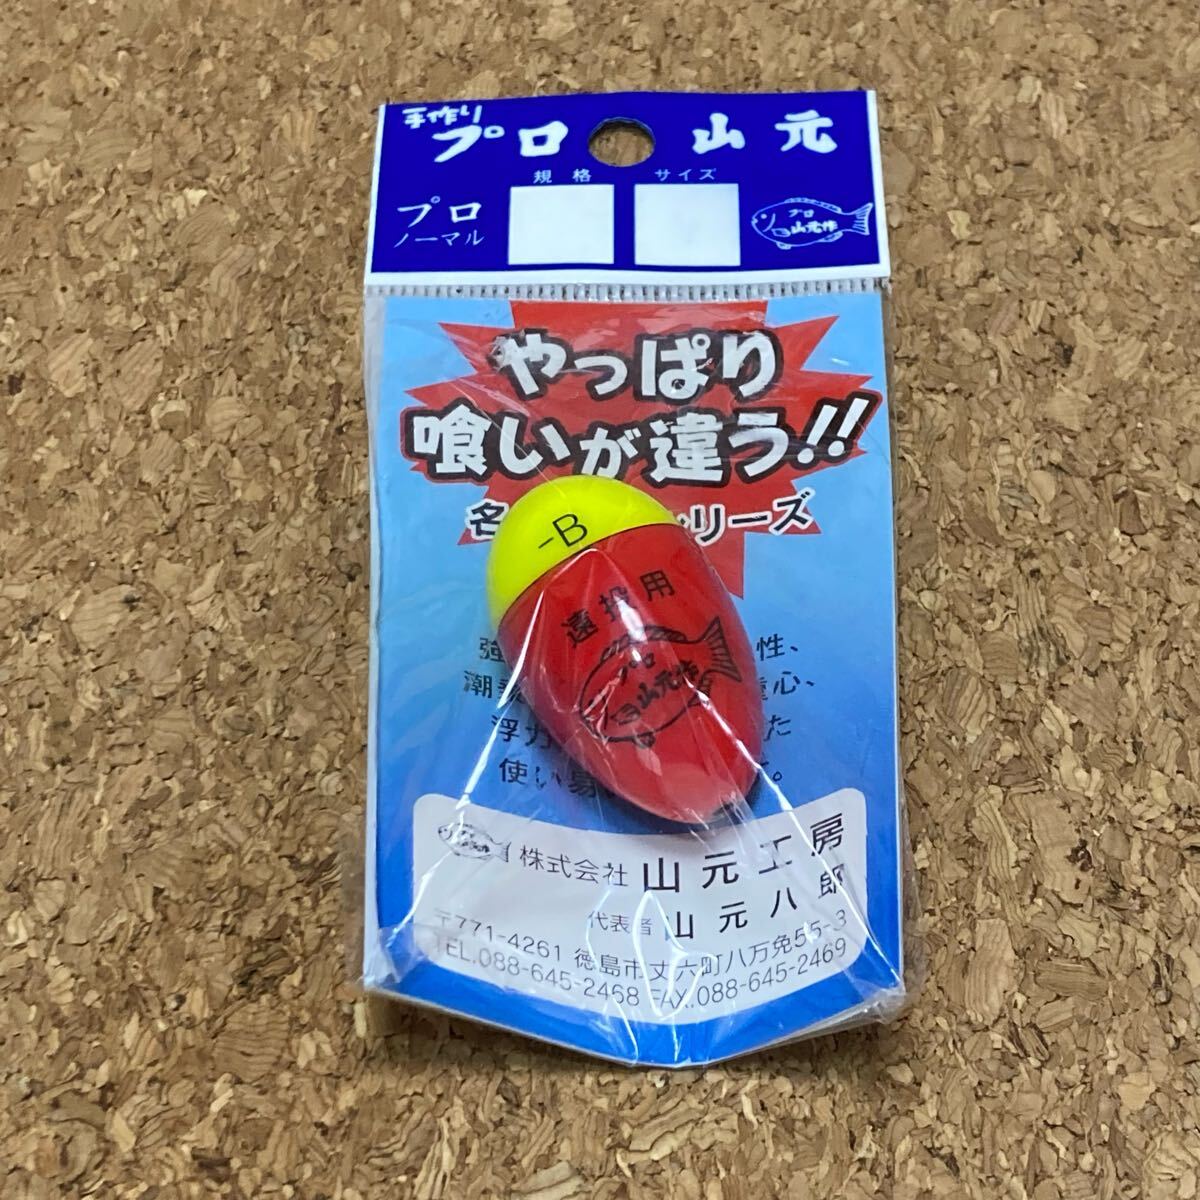 手作り
プロ 山元
規格 サイズ
プロ
ノーマル
プロ
山元作
やっぱり
喰いが違う!!
名 シリーズ
-B
遠投用
プロ
山元作
強 性、
潮 重心、
浮力 た
使い易 。
株式会社 山元工房
代表者 山元八郎
〒771-4261 徳島市丈六町八万免55-3
TEL.088-645-2468 FAX.088-645-2469